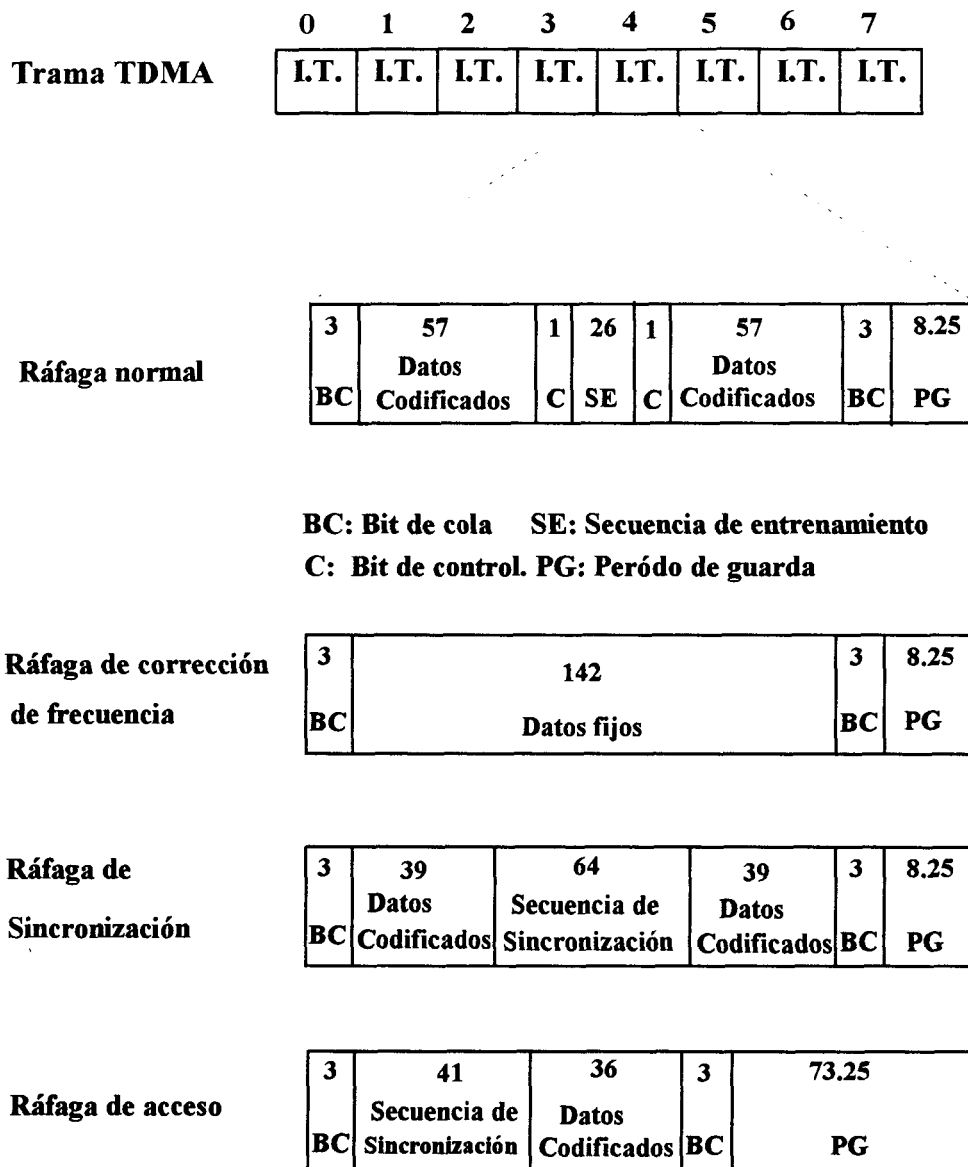 0 1 2 3 4 5 6 7
Trama TDMA I.T. I.T. I.T. I.T. I.T. I.T. I.T. I.T.
3 57 1 26 1 57 3 8.25
Ráfaga normal
Datos Datos
BC Codificados C SE C Codificados BC PG
BC: Bit de cola SE: Secuencia de entrenamiento
C: Bit de control. PG: Peródo de guarda
Ráfaga de corrección
de frecuencia
3 142 3 8.25
BC Datos fijos BC PG
Ráfaga de
Sincronización
3 39 64 39 3 8.25
Datos Secuencia de Datos
BC Codificados Sincronización Codificados BC PG
Ráfaga de acceso
3 41 36 3 73.25
Secuencia de Datos
BC Sincronización Codificados BC PG